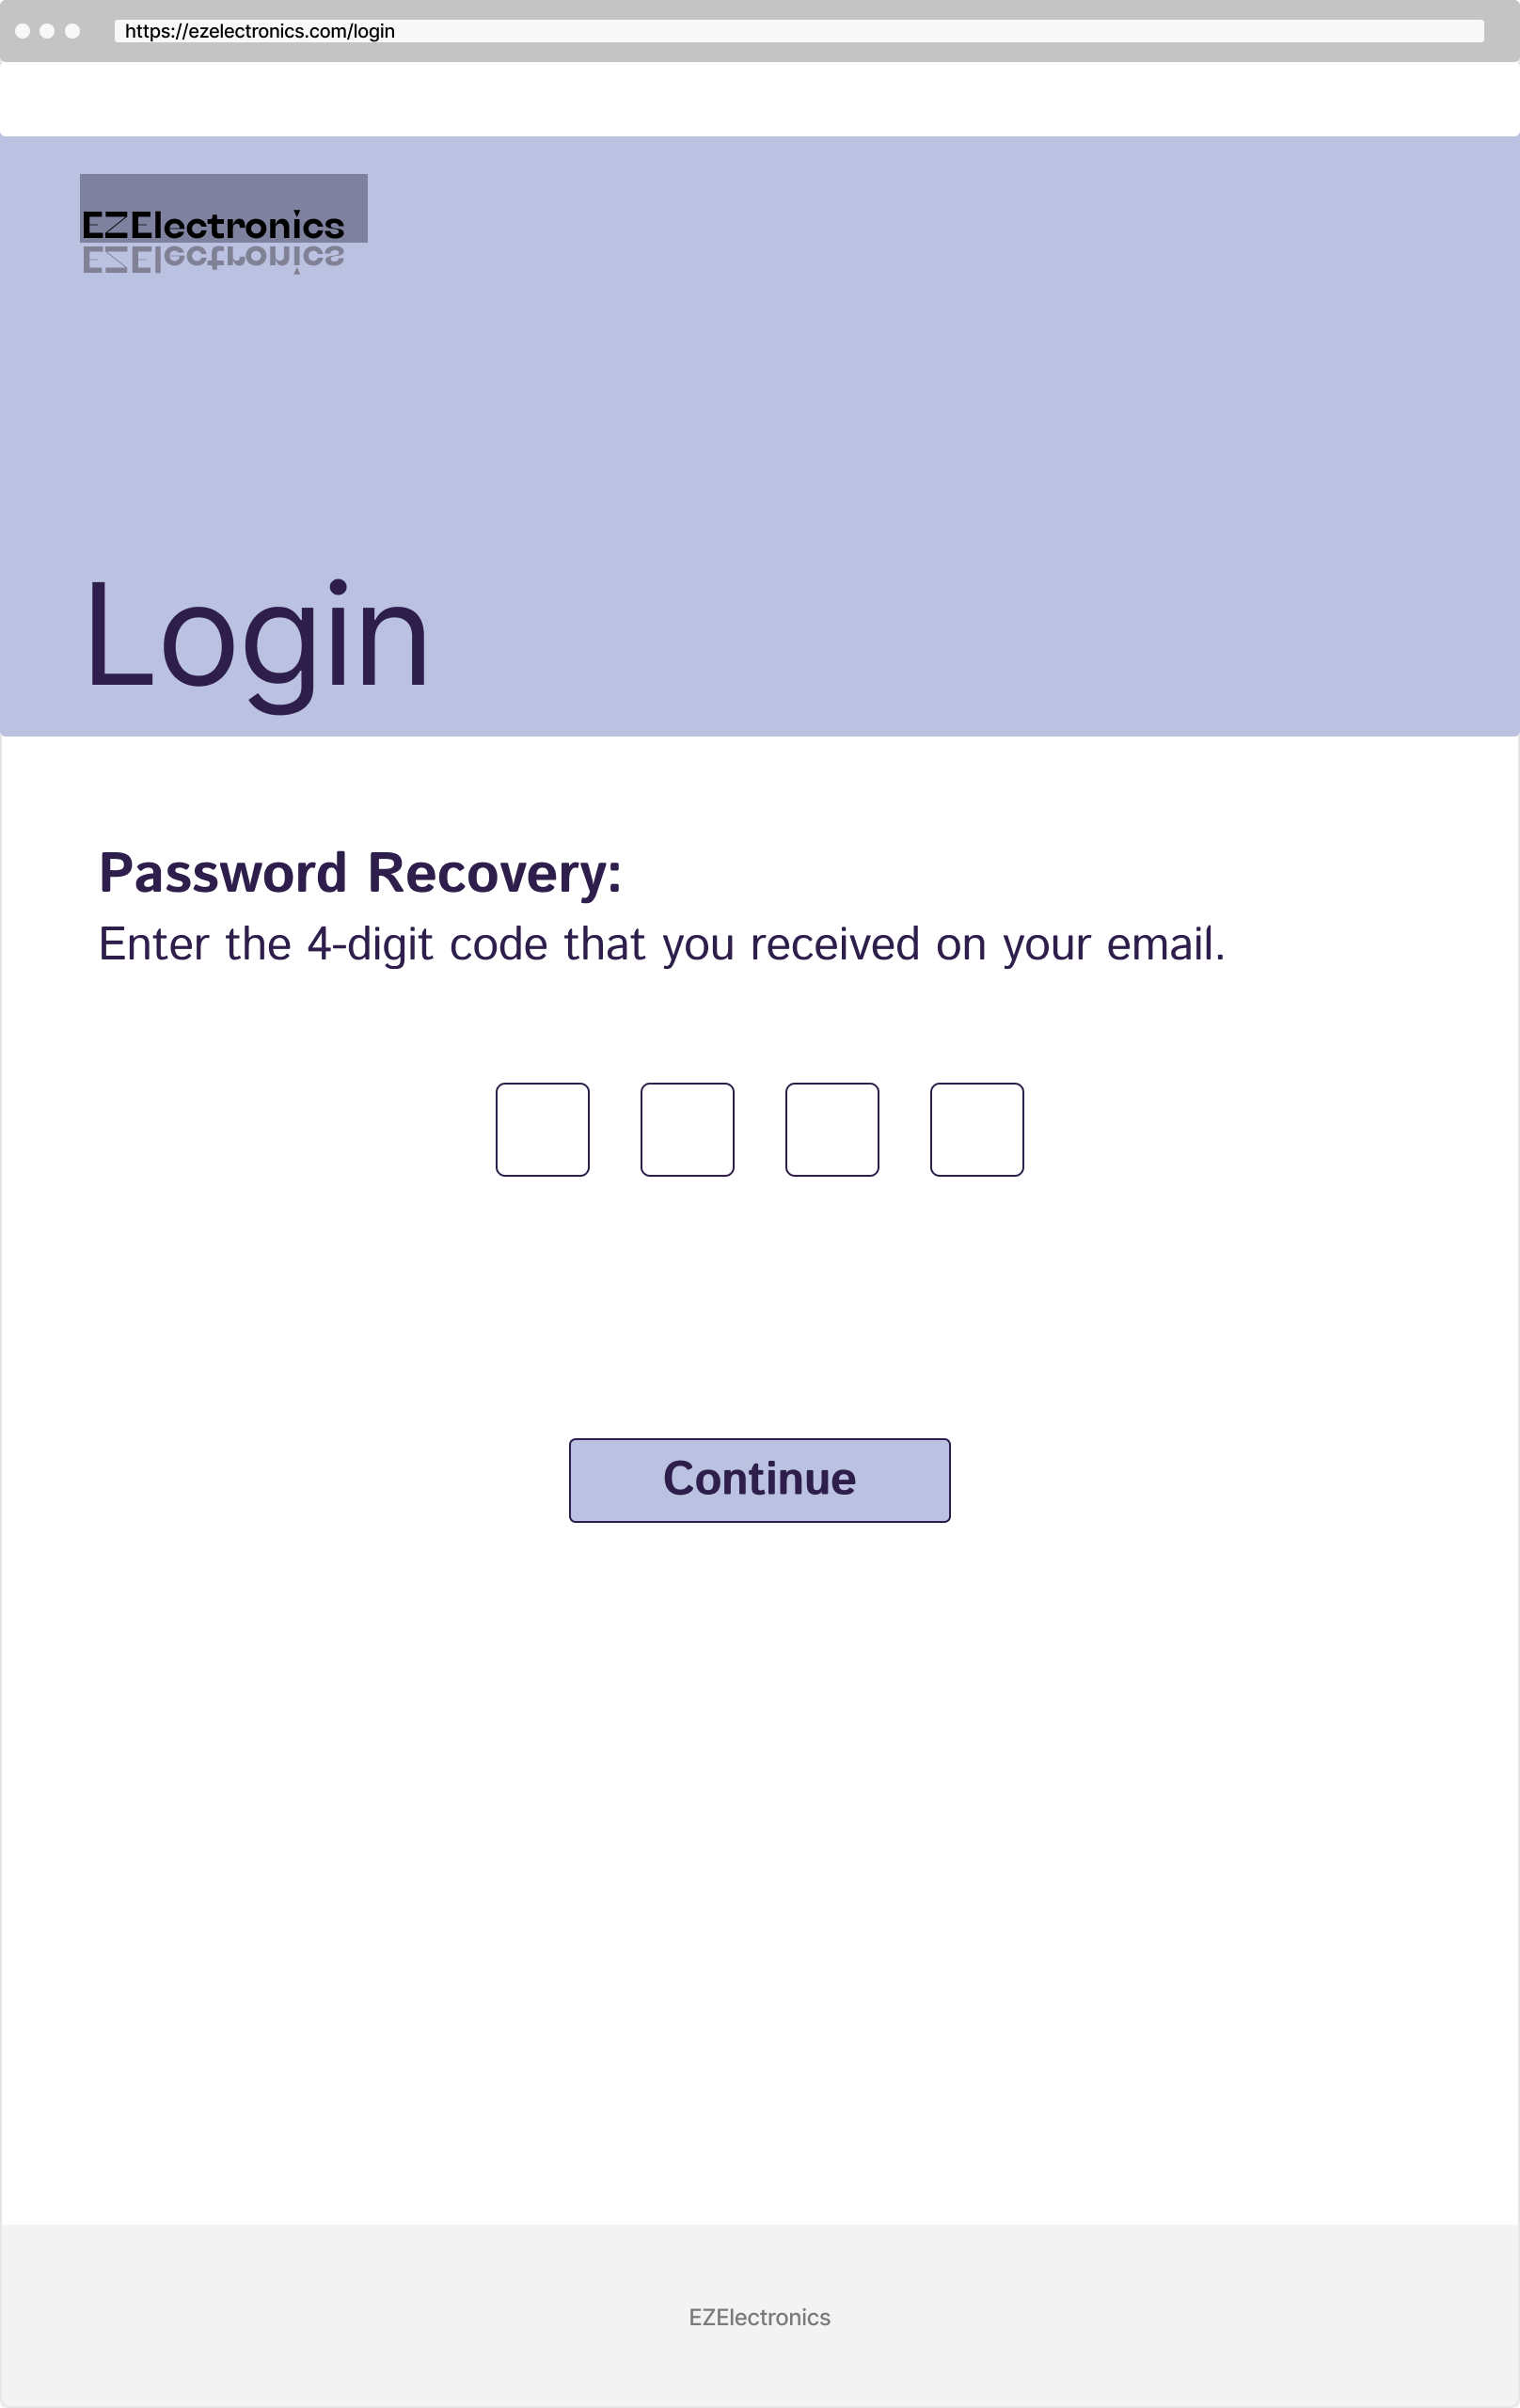 https://ezelectronics.com/login
EZElectronics
EZElectronics
Login
Password Recovery:
Enter the 4-digit code that you received on your email.
Continue
EZElectronics